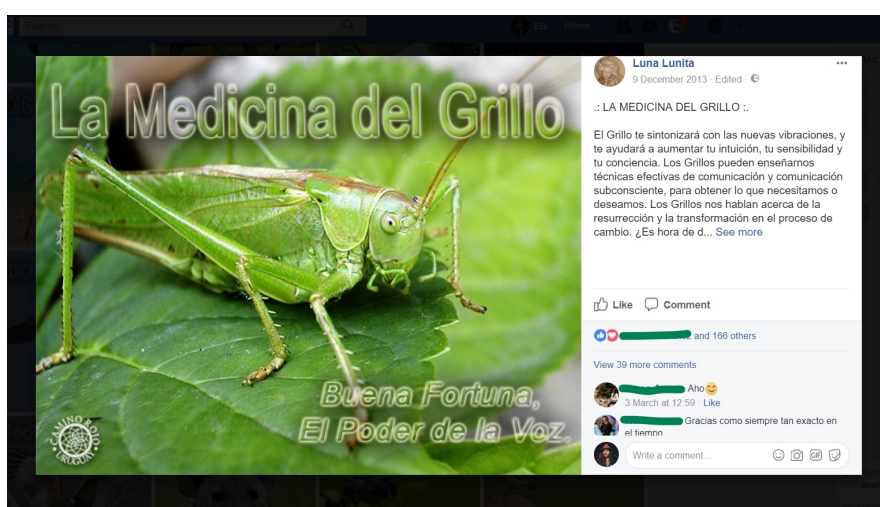 Search
Home
La Medicina del Grillo
Buena Fortuna,
El Poder de la Voz.
CAMINO ROJO
URUGUAY
Luna Lunita
9 December 2013 · Edited ·
.: LA MEDICINA DEL GRILLO :.
El Grillo te sintonizará con las nuevas vibraciones, y
te ayudará a aumentar tu intuición, tu sensibilidad y
tu conciencia. Los Grillos pueden enseñarnos
técnicas efectivas de comunicación y comunicación
subconsciente, para obtener lo que necesitamos o
deseamos. Los Grillos nos hablan acerca de la
resurrección y la transformación en el proceso de
cambio. ¿Es hora de d... See more
Like Comment
and 166 others
View 39 more comments
Aho
3 March at 12:59 · Like
Gracias como siempre tan exacto en
el tiempo
Write a comment...
GIF